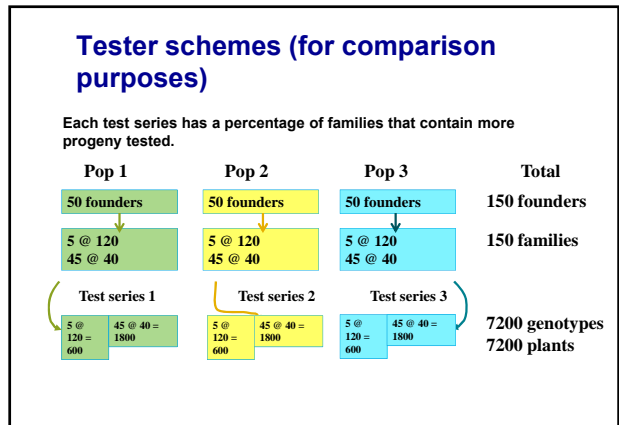 Tester schemes (for comparison
purposes)
Each test series has a percentage of families that contain more
progeny tested.
Pop 1 Pop 2 Pop 3 Total
50 founders 50 founders 50 founders 150 founders
5 @ 120 5 @ 120 5 @ 120 150 families
45 @ 40 45 @ 40 45 @ 40
Test series 1 Test series 2 Test series 3
5 @ 45 @ 40 = 5 @ 45 @ 40 = 5 @ 45 @ 40 = 7200 genotypes
120 = 1800 120 = 1800 120 = 1800 7200 plants
600 600 600